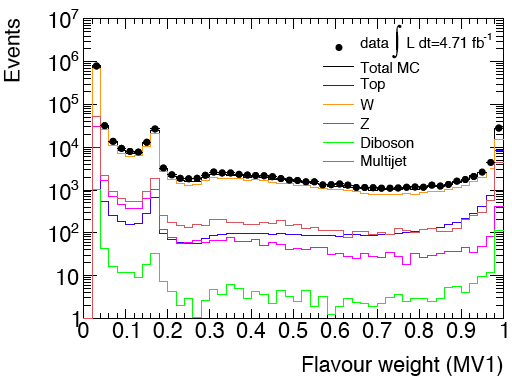 Events
10^7
10^6
10^5
10^4
10^3
10^2
10
1
data ∫ L dt=4.71 fb^-1
Total MC
Top
W
Z
Diboson
Multijet
0 0.1 0.2 0.3 0.4 0.5 0.6 0.7 0.8 0.9 1
Flavour weight (MV1)